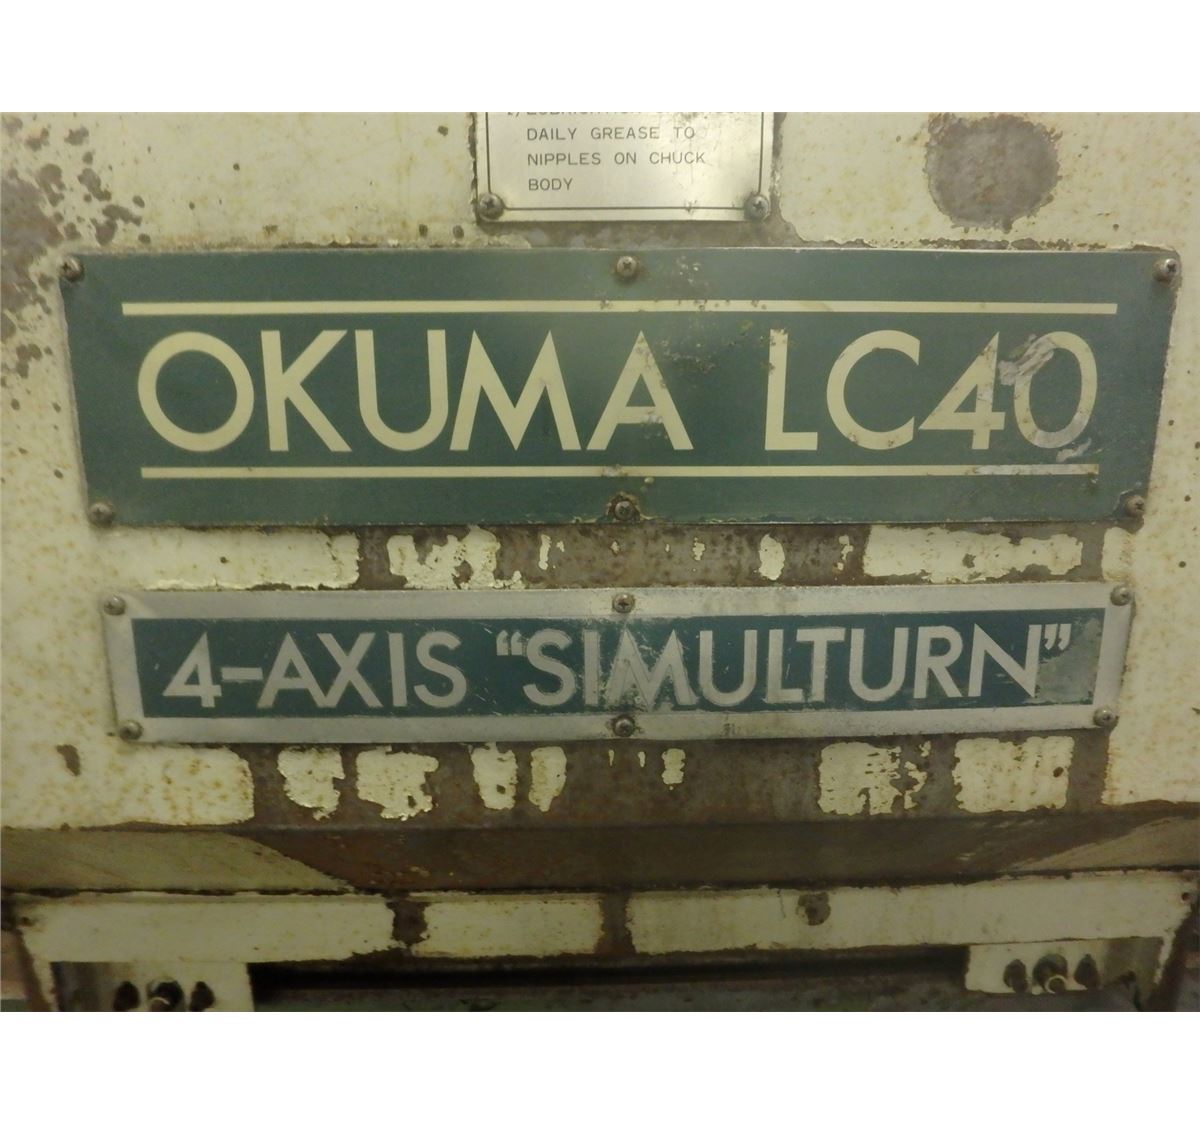 DAILY GREASE TO
NIPPLES ON CHUCK
BODY
OKUMA LC40
4-AXIS “SIMULTURN”